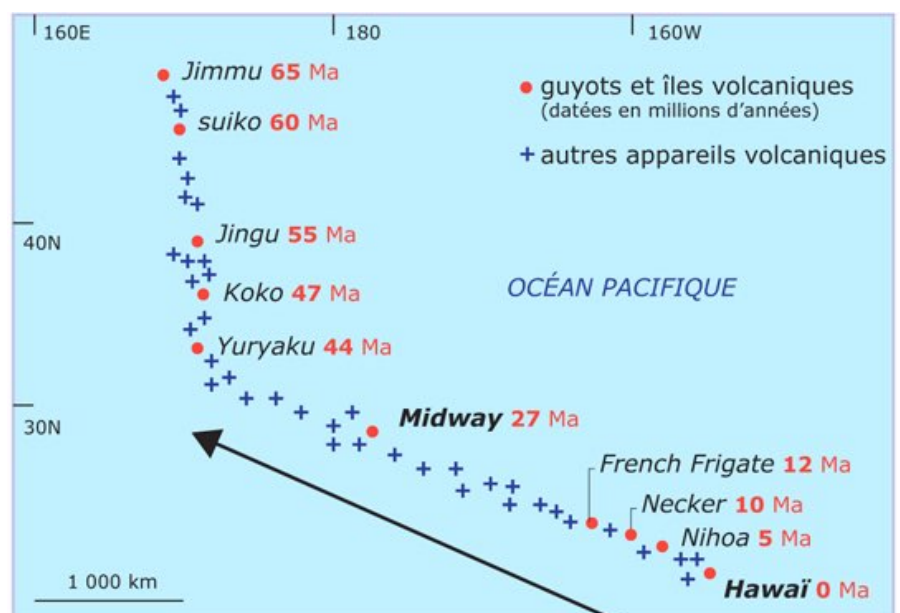 160E
180
160W
Jimmu 65 Ma
guyots et îles volcaniques
(datées en millions d'années)
suiko 60 Ma
autres appareils volcaniques
40N
Jingu 55 Ma
Koko 47 Ma
OCÉAN PACIFIQUE
Yuryaku 44 Ma
30N
Midway 27 Ma
French Frigate 12 Ma
Necker 10 Ma
Nihoa 5 Ma
1 000 km
Hawaï 0 Ma